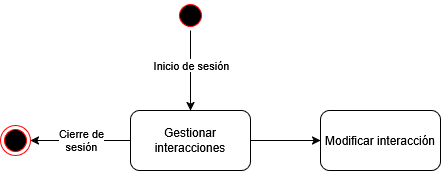 Inicio de sesión
Cierre de
sesión
Gestionar
interacciones
Modificar interacción